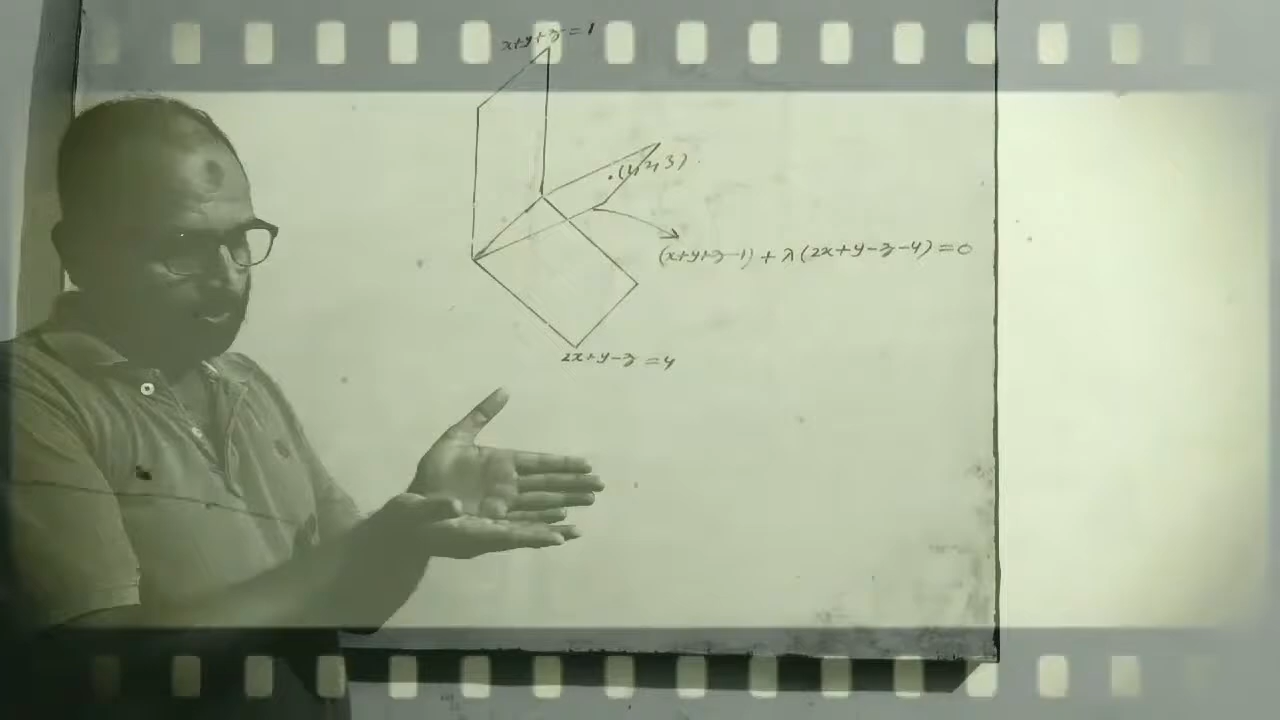 x+y+z=1
.(1,2,3)
(x+y+z-1)+λ(2x+y-z-4)=0
2x+y-z=4